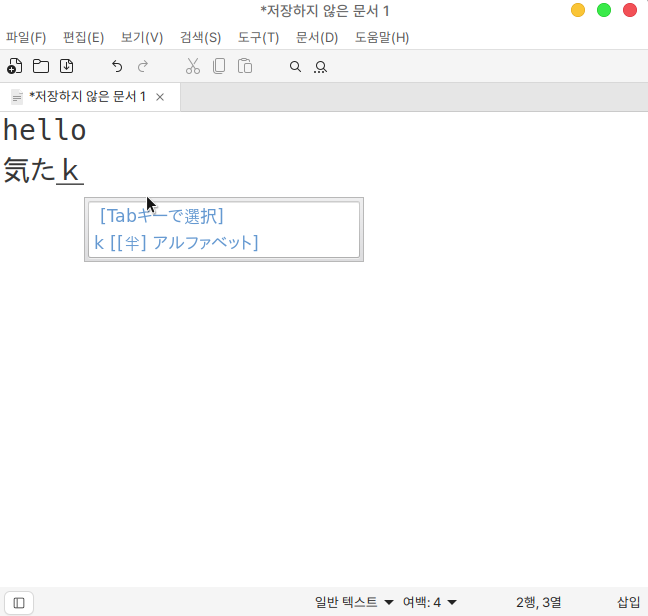 *저장하지 않은 문서 1
파일(F) 편집(E) 보기(V) 검색(S) 도구(T) 문서(D) 도움말(H)
*저장하지 않은 문서 1
hello
気たｋ
[Tabキーで選択]
k [[半] アルファベット]
일반 텍스트 여백: 4 2행, 3열 삽입